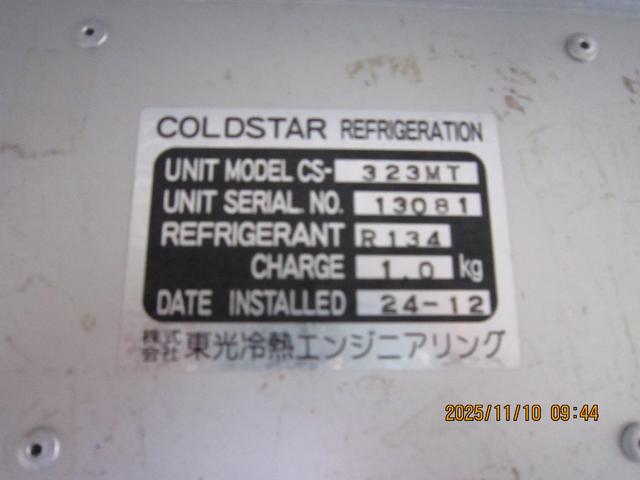 COLDSTAR REFRIGERATION
UNIT MODEL CS- 323MT
UNIT SERIAL. NO. 13081
REFRIGERANT R134
CHARGE 1.0 kg
DATE INSTALLED 24-12
株式会社 東光冷熱エンジニアリング
2025/11/10 09:44